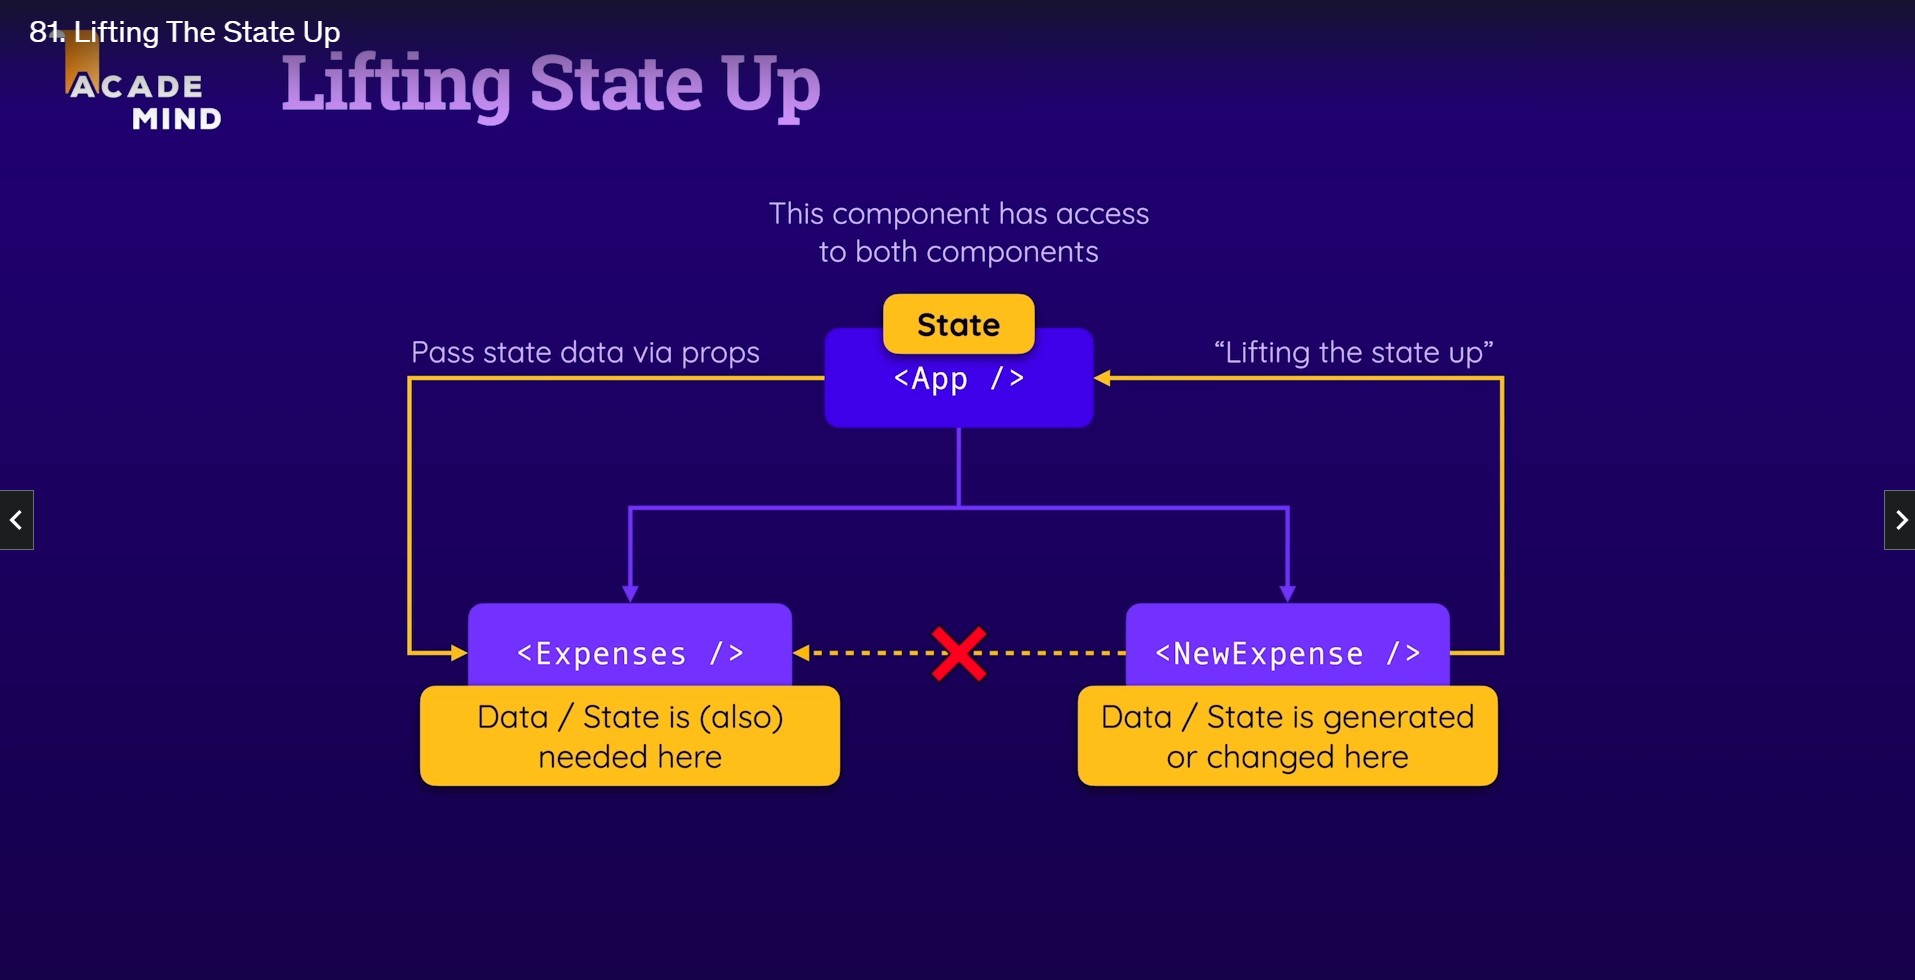 81. Lifting The State Up
ACADE
MIND
Lifting State Up
This component has access
to both components
State
Pass state data via props
<App />
“Lifting the state up”
<Expenses />
<NewExpense />
Data / State is (also)
needed here
Data / State is generated
or changed here